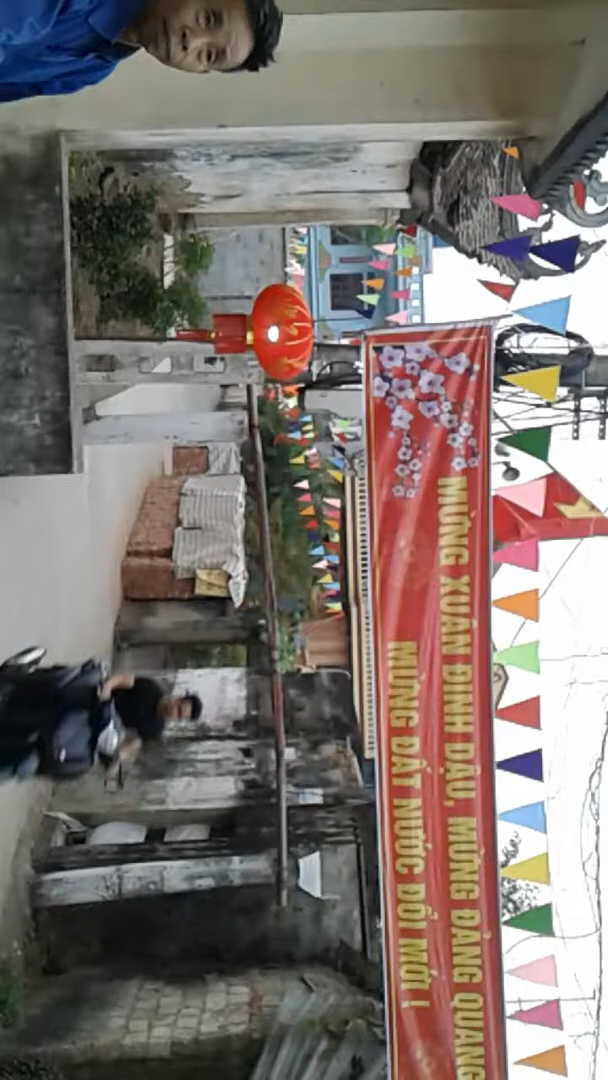 MỪNG XUÂN ĐINH DẬU, MỪNG ĐẢNG QUANG
MỪNG ĐẤT NƯỚC ĐỔI MỚI !